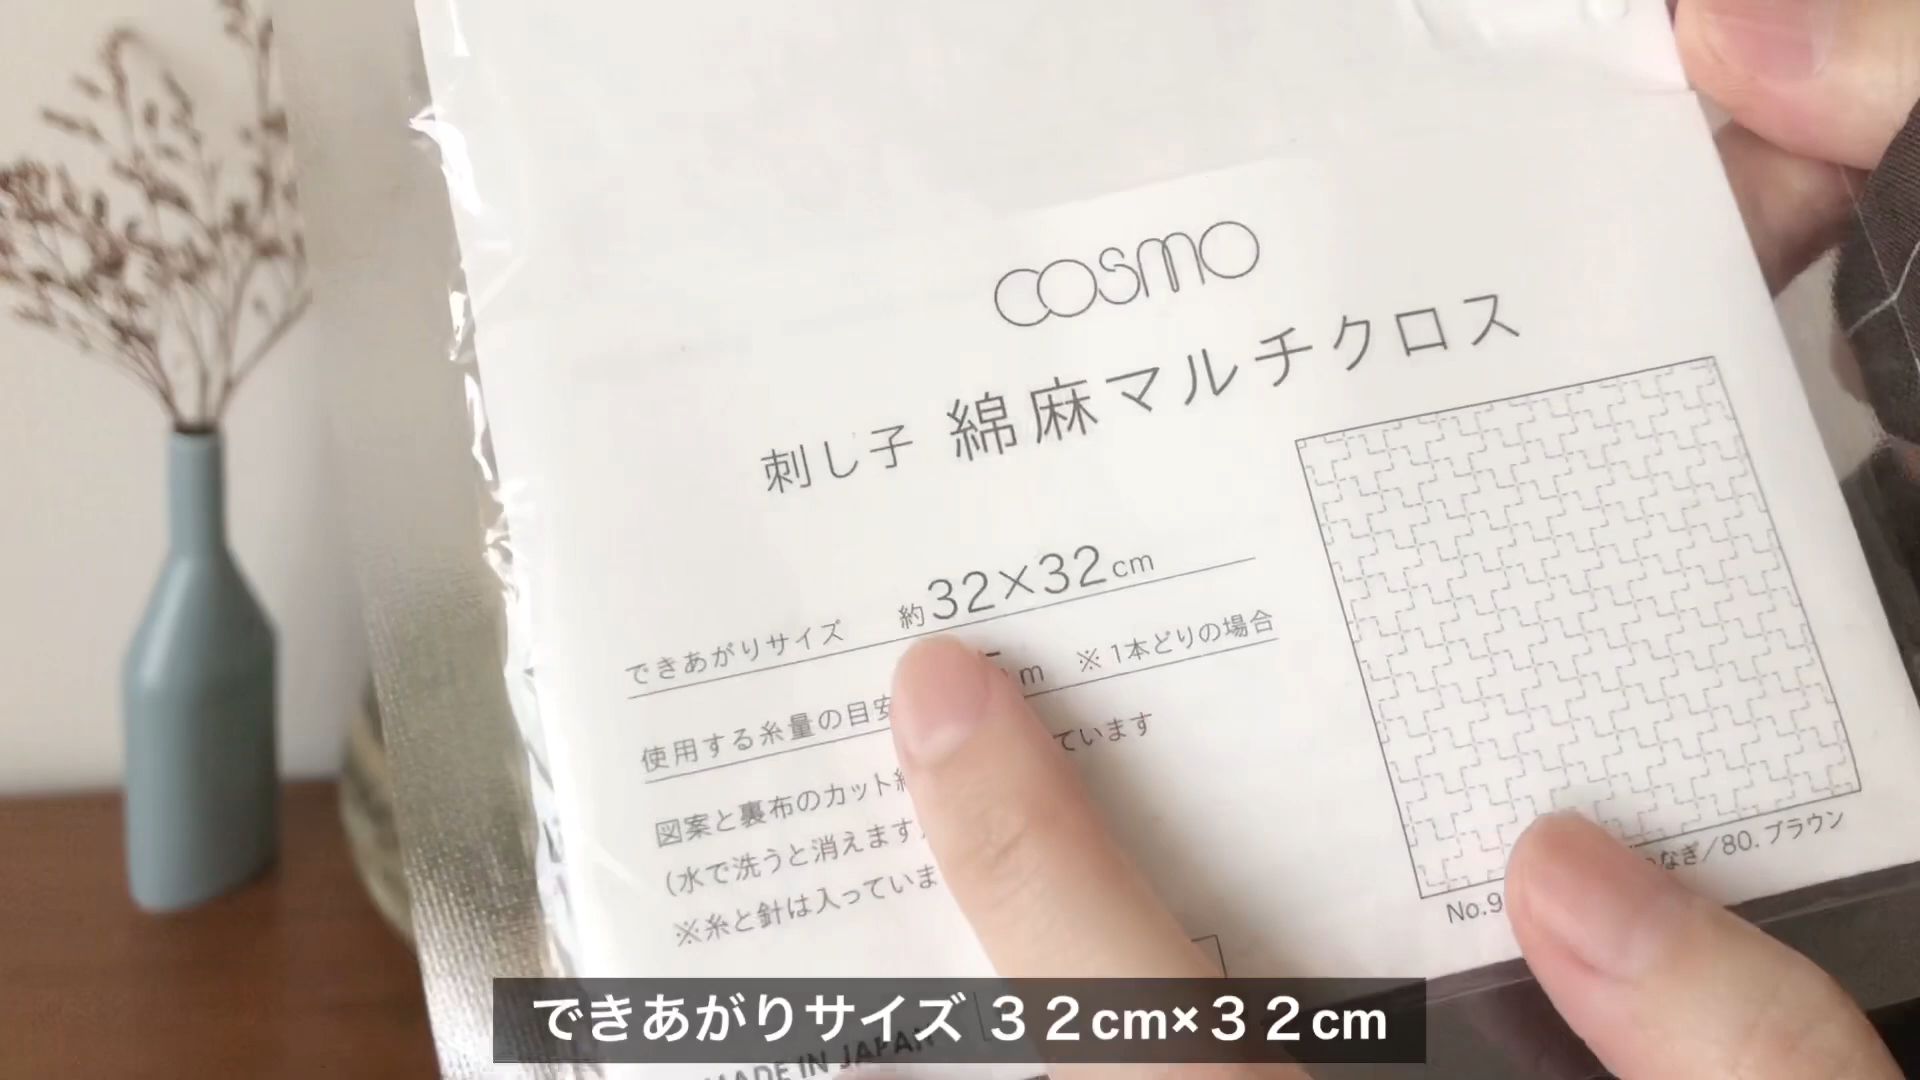 cosmo
刺し子 綿麻マルチクロス
できあがりサイズ 約32×32cm
使用する糸量の目安 m ※1本どりの場合
図案と裏布のカット ています
(水で洗うと消えます
※糸と針は入っていま
No.9 なぎ/80.ブラウン
MADE IN JAPAN
できあがりサイズ ３２cm×３２cm